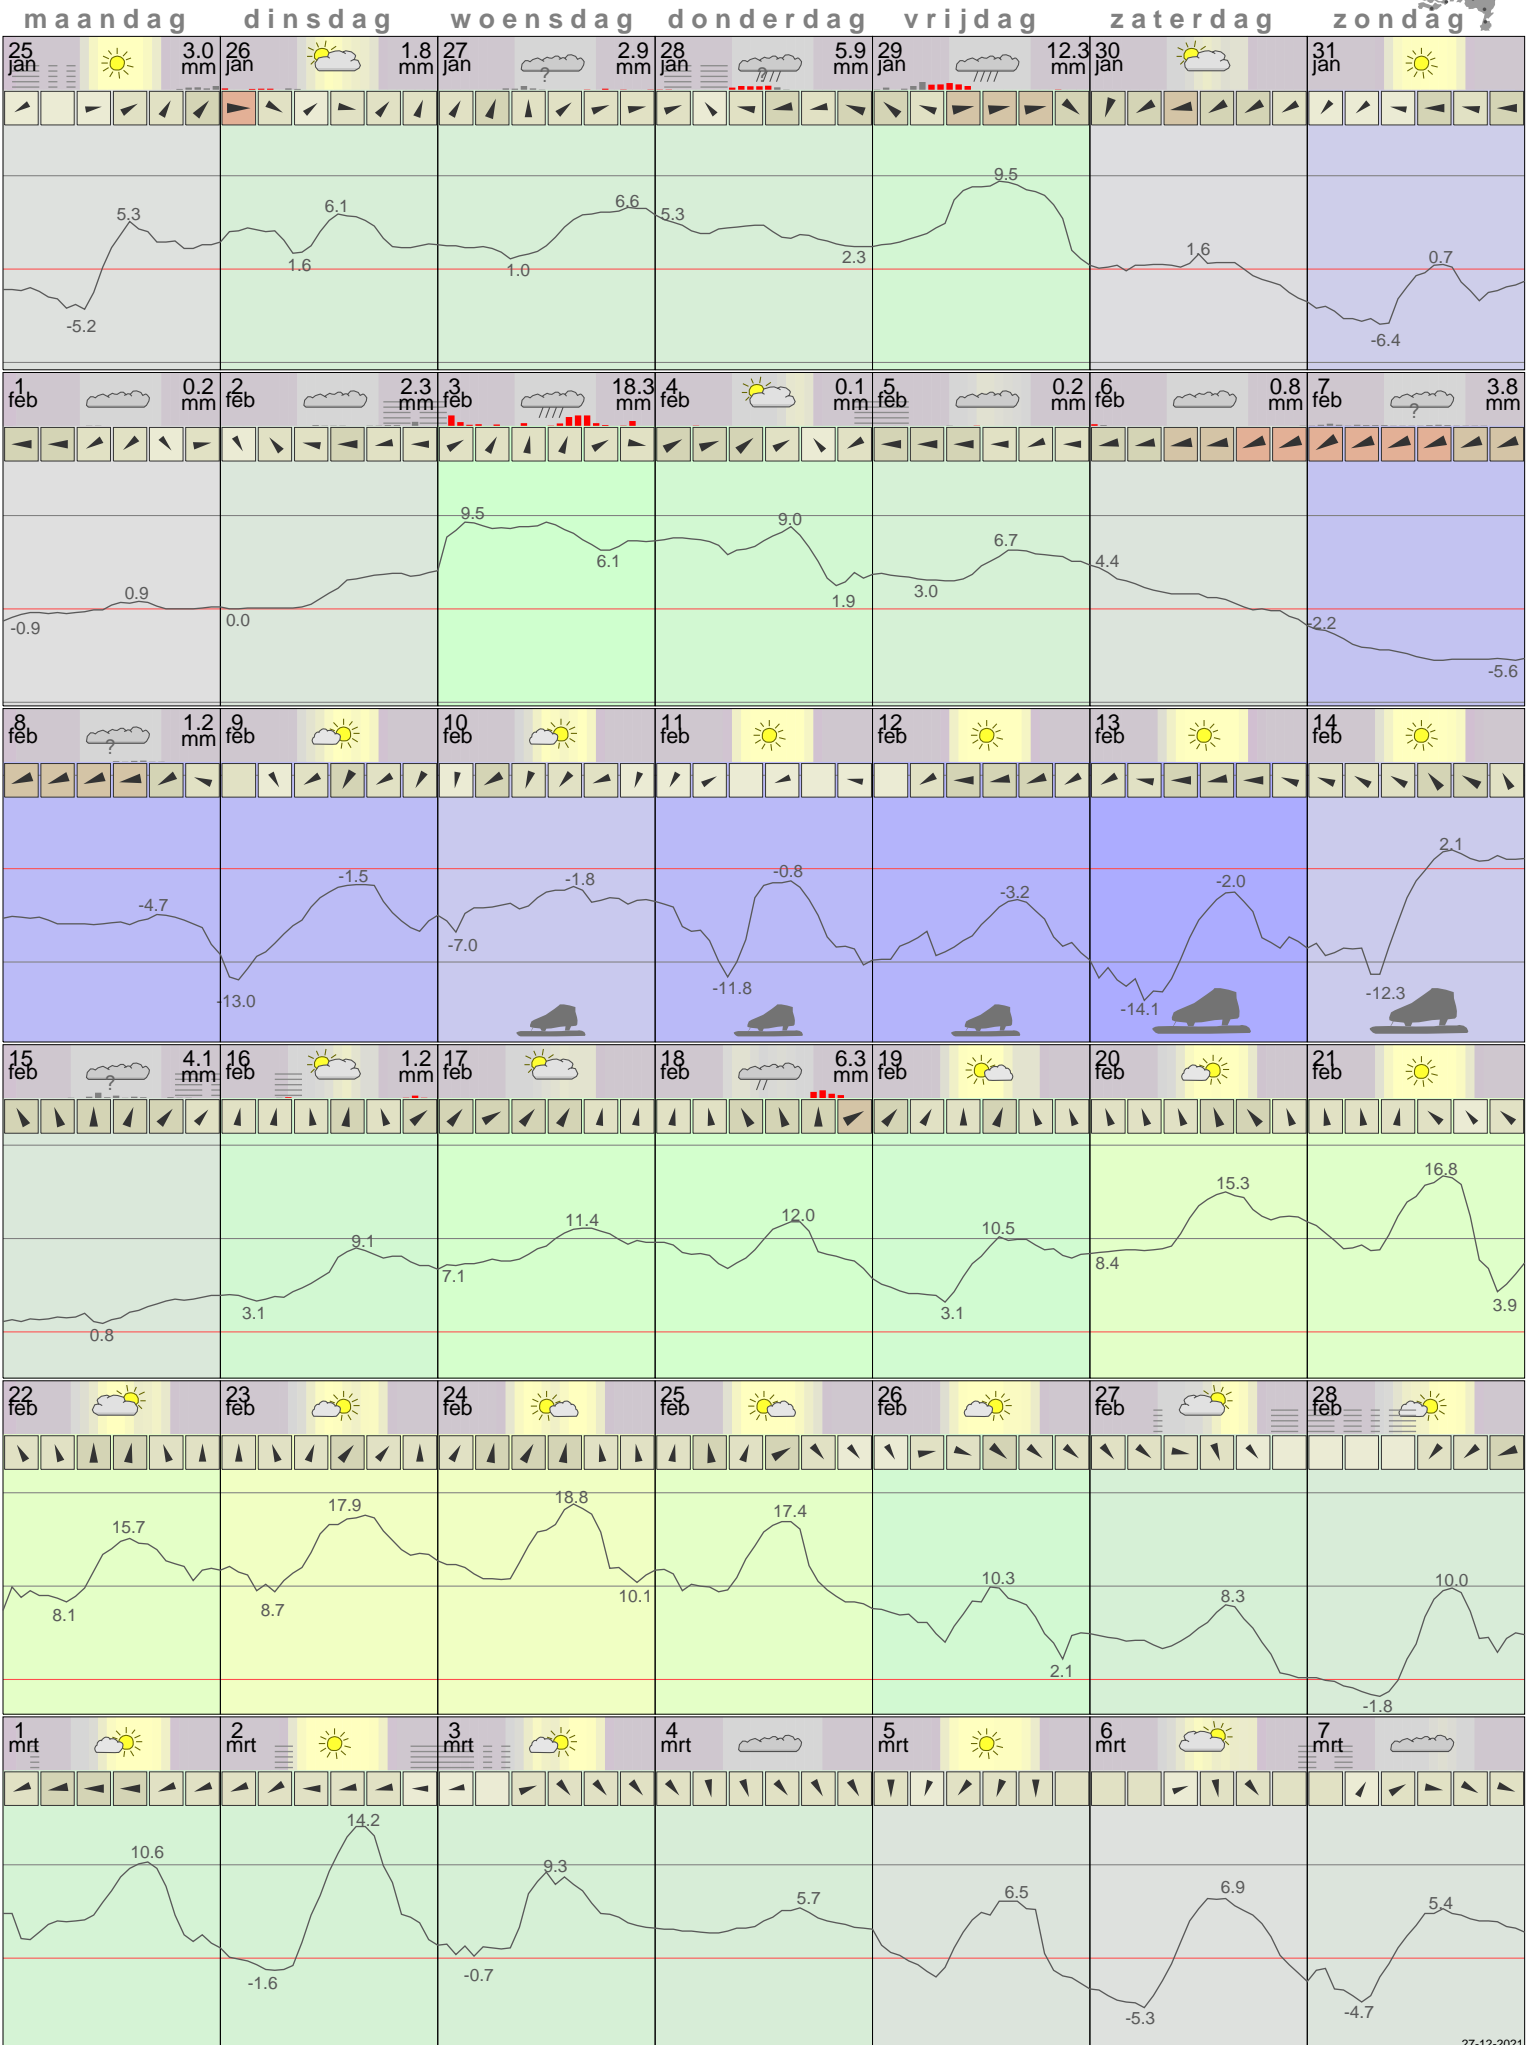 maandag dinsdag woensdag donderdag vrijdag zaterdag zondag
25 3.0 26 1.8 27 2.9 28 5.9 29 12.3 30 31
jan mm jan mm jan ? mm jan ? mm jan mm jan jan
9.5
5.3 6.1 6.6 5.3
1.6 1.0 2.3 1.6 0.7
-5.2 -6.4
1 0.2 2 2.3 3 18.3 4 0.1 5 0.2 6 0.8 7 3.8
feb mm feb mm feb mm feb mm feb mm feb mm feb ? mm
9.5 9.0
6.1 6.7 4.4
0.9 1.9 3.0
-0.9 0.0 -2.2
-5.6
8 1.2 9 10 11 12 13 14
feb ? mm feb feb feb feb feb feb
2.1
-4.7 -1.5 -1.8 -0.8 -3.2 -2.0
-7.0
-13.0 -11.8 -14.1 -12.3
15 4.1 16 1.2 17 18 6.3 19 20 21
feb ? mm feb mm feb feb mm feb feb feb
15.3 16.8
9.1 11.4 12.0 10.5
7.1 8.4
0.8 3.1 3.1 3.9
22 23 24 25 26 27 28
feb feb feb feb feb feb feb
15.7 17.9 18.8 17.4
10.3 8.3 10.0
8.1 8.7 10.1
2.1 -1.8
1 2 3 4 5 6 7
mrt mrt mrt mrt mrt mrt mrt
14.2
10.6 9.3
5.7 6.5 6.9 5.4
-1.6 -0.7
-5.3 -4.7
27-12-2021